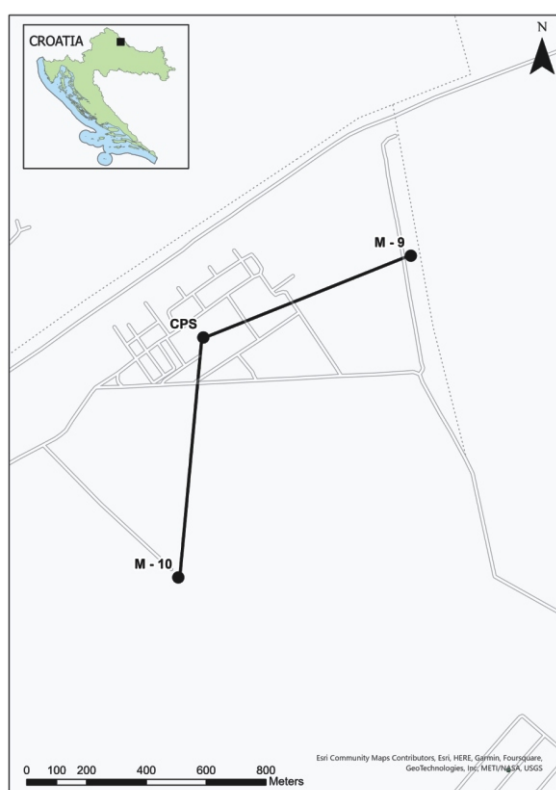 CROATIA
N
M - 9
CPS
M - 10
0 100 200 400 600 800
Meters
Esri Community Maps Contributors, Esri, HERE, Garmin, Foursquare,
GeoTechnologies, Inc, METI/NASA, USGS